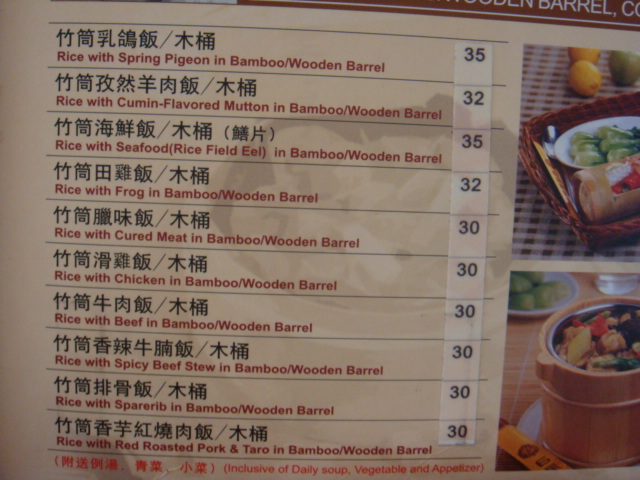 WOODEN BARREL, CO
竹筒乳鴿飯/木桶 35
Rice with Spring Pigeon in Bamboo/Wooden Barrel
竹筒孜然羊肉飯/木桶 32
Rice with Cumin-Flavored Mutton in Bamboo/Wooden Barrel
竹筒海鮮飯/木桶（鱔片） 35
Rice with Seafood(Rice Field Eel) in Bamboo/Wooden Barrel
竹筒田雞飯/木桶 32
Rice with Frog in Bamboo/Wooden Barrel
竹筒臘味飯/木桶 30
Rice with Cured Meat in Bamboo/Wooden Barrel
竹筒滑雞飯/木桶 30
Rice with Chicken in Bamboo/Wooden Barrel
竹筒牛肉飯/木桶 30
Rice with Beef in Bamboo/Wooden Barrel
竹筒香辣牛腩飯/木桶 30
Rice with Spicy Beef Stew in Bamboo/Wooden Barrel
竹筒排骨飯/木桶 30
Rice with Sparerib in Bamboo/Wooden Barrel
竹筒香芋紅燒肉飯/木桶 30
Rice with Red Roasted Pork & Taro in Bamboo/Wooden Barrel
（附送例湯、青菜、小菜）(Inclusive of Daily soup, Vegetable and Appetizer)